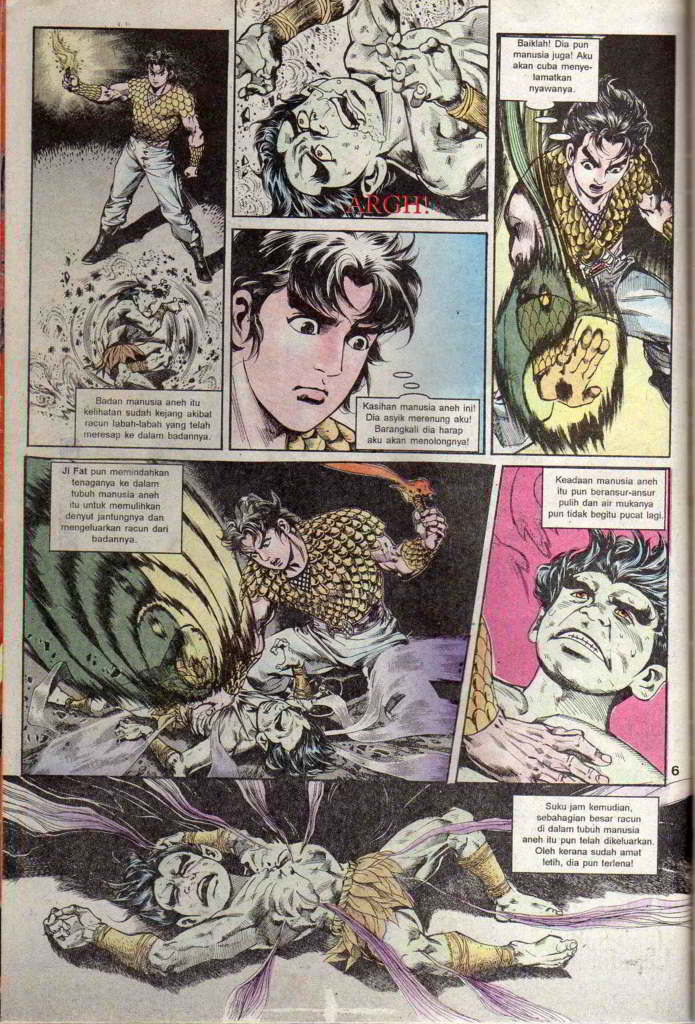 Badan manusia aneh itu
kelihatan sudah kejang akibat
racun labah-labah yang telah
meresap ke dalam badannya.
ARGH!
Kasihan manusia aneh ini!
Dia asyik merenung aku!
Barangkali dia harap
aku akan menolongnya!
Baiklah! Dia pun
manusia juga! Aku
akan cuba menye-
lamatkan
nyawanya.
Ji Fat pun memindahkan
tenaganya ke dalam
tubuh manusia aneh
itu untuk memulihkan
denyut jantungnya dan
mengeluarkan racun dari
badannya.
Keadaan manusia aneh
itu pun beransur-ansur
pulih dan air mukanya
pun tidak begitu pucat lagi.
6
Suku jam kemudian,
sebahagian besar racun
di dalam tubuh manusia
aneh itu pun telah dikeluarkan.
Oleh kerana sudah amat
letih, dia pun terlena!